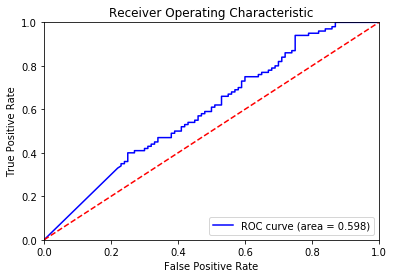 Receiver Operating Characteristic
1.0
0.8
0.6
0.4
0.2
0.0
True Positive Rate
ROC curve (area = 0.598)
0.0 0.2 0.4 0.6 0.8 1.0
False Positive Rate